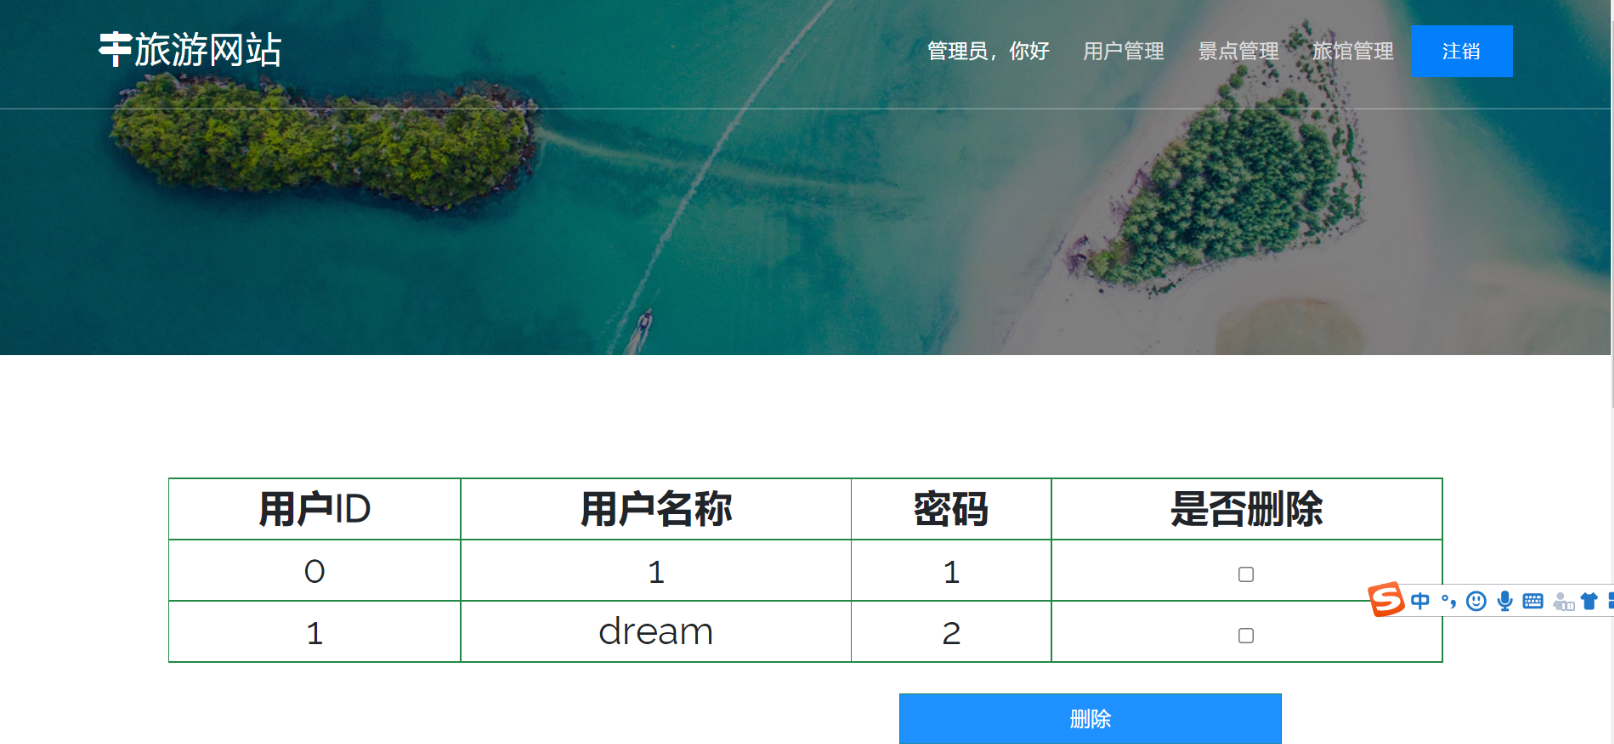 旅游网站
管理员，你好 用户管理 景点管理 旅馆管理 注销
用户ID 用户名称 密码 是否删除
0 1 1
1 dream 2
S 中 °,
删除